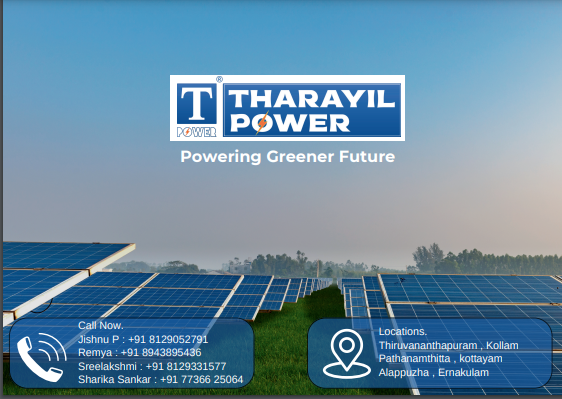 T
®
POWER
THARAYIL
POWER
Powering Greener Future
Call Now.
Jishnu P : +91 8129052791
Remya : +91 8943895436
Sreelakshmi : +91 8129331577
Sharika Sankar : +91 77366 25064
Locations.
Thiruvananthapuram , Kollam
Pathanamthitta , kottayam
Alappuzha , Ernakulam